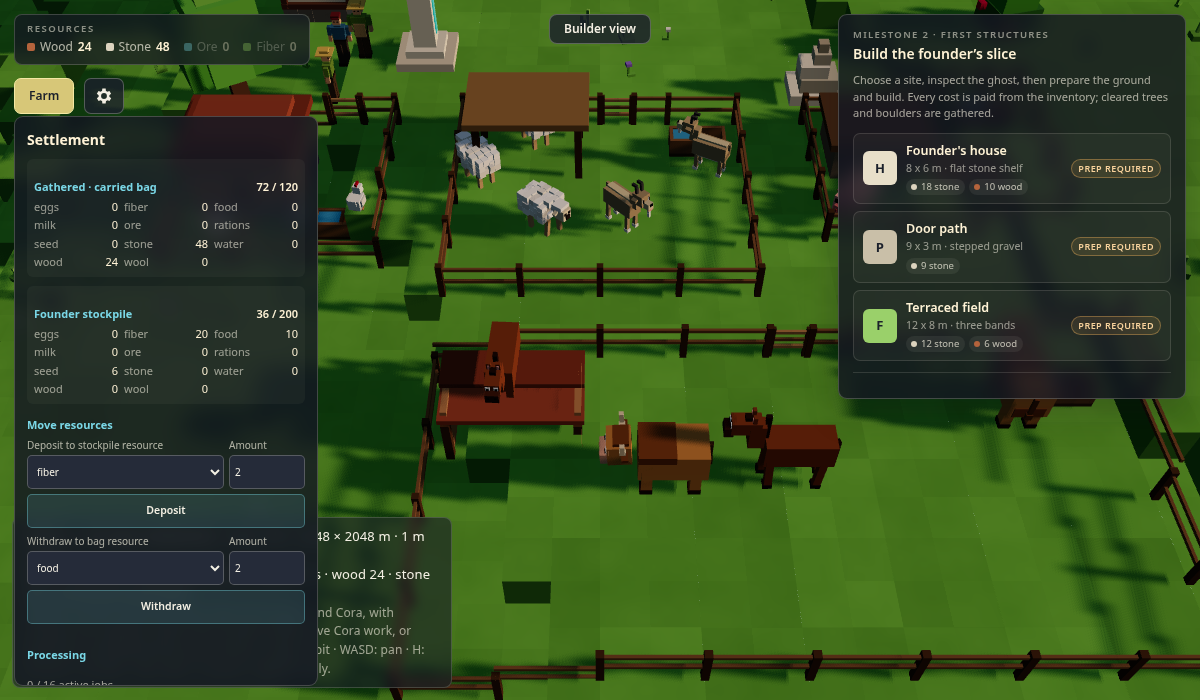 RESOURCES
Wood 24 Stone 48 Ore 0 Fiber 0
Farm
Builder view
Settlement
Gathered · carried bag 72 / 120
eggs 0 fiber 0 food 0
milk 0 ore 0 rations 0
seed 0 stone 48 water 0
wood 24 wool 0
Founder stockpile 36 / 200
eggs 0 fiber 20 food 10
milk 0 ore 0 rations 0
seed 6 stone 0 water 0
wood 0 wool 0
Move resources
Deposit to stockpile resource Amount
fiber 2
Deposit
Withdraw to bag resource Amount
food 2
Withdraw
Processing
0 / 16 active jobs
48 × 2048 m · 1 m
· wood 24 · stone
nd Cora, with
ve Cora work, or
bit · WASD: pan · H:
ly.
MILESTONE 2 · FIRST STRUCTURES
Build the founder's slice
Choose a site, inspect the ghost, then prepare the ground
and build. Every cost is paid from the inventory; cleared trees
and boulders are gathered.
H
Founder's house
8 x 6 m · flat stone shelf
18 stone 10 wood
PREP REQUIRED
P
Door path
9 x 3 m · stepped gravel
9 stone
PREP REQUIRED
F
Terraced field
12 x 8 m · three bands
12 stone 6 wood
PREP REQUIRED